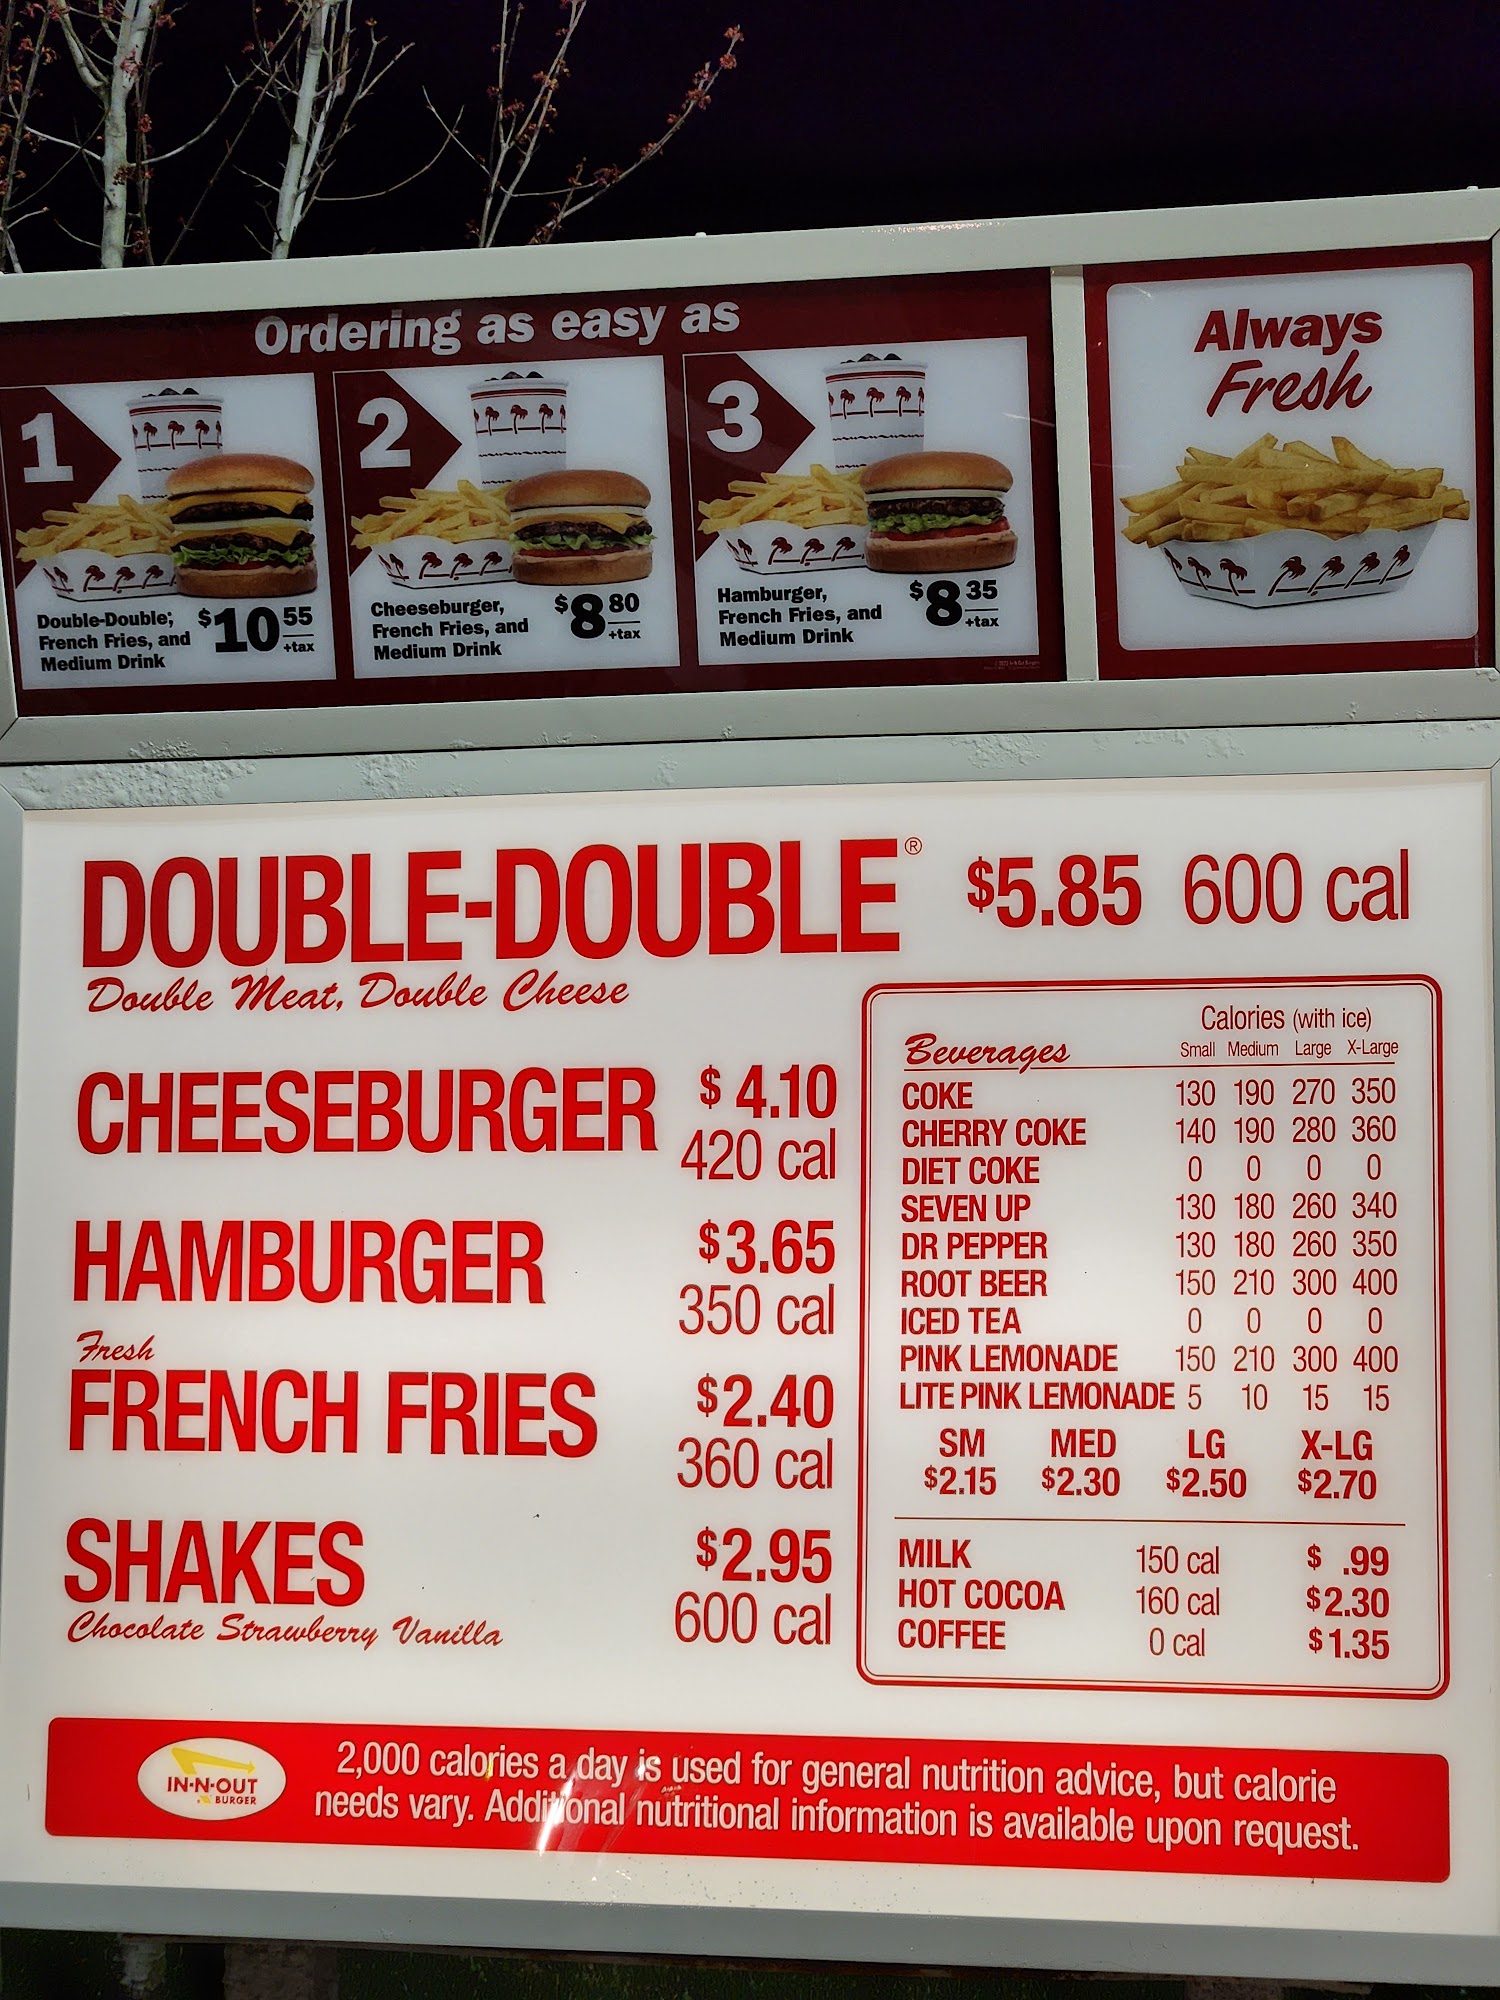 Ordering as easy as
1
Double-Double,
French Fries, and
Medium Drink
$10 55
+tax
2
Cheeseburger,
French Fries, and
Medium Drink
$8 80
+tax
3
Hamburger,
French Fries, and
Medium Drink
$8 35
+tax
Always
Fresh
DOUBLE-DOUBLE® $5.85 600 cal
Double Meat, Double Cheese
CHEESEBURGER $4.10
420 cal
HAMBURGER $3.65
350 cal
Fresh
FRENCH FRIES $2.40
360 cal
SHAKES $2.95
Chocolate Strawberry Vanilla 600 cal
Calories (with ice)
Beverages Small Medium Large X-Large
COKE 130 190 270 350
CHERRY COKE 140 190 280 360
DIET COKE 0 0 0 0
SEVEN UP 130 180 260 340
DR PEPPER 130 180 260 350
ROOT BEER 150 210 300 400
ICED TEA 0 0 0 0
PINK LEMONADE 150 210 300 400
LITE PINK LEMONADE 5 10 15 15
SM MED LG X-LG
$2.15 $2.30 $2.50 $2.70
MILK 150 cal $ .99
HOT COCOA 160 cal $2.30
COFFEE 0 cal $1.35
IN-N-OUT
BURGER
2,000 calories a day is used for general nutrition advice, but calorie
needs vary. Additional nutritional information is available upon request.